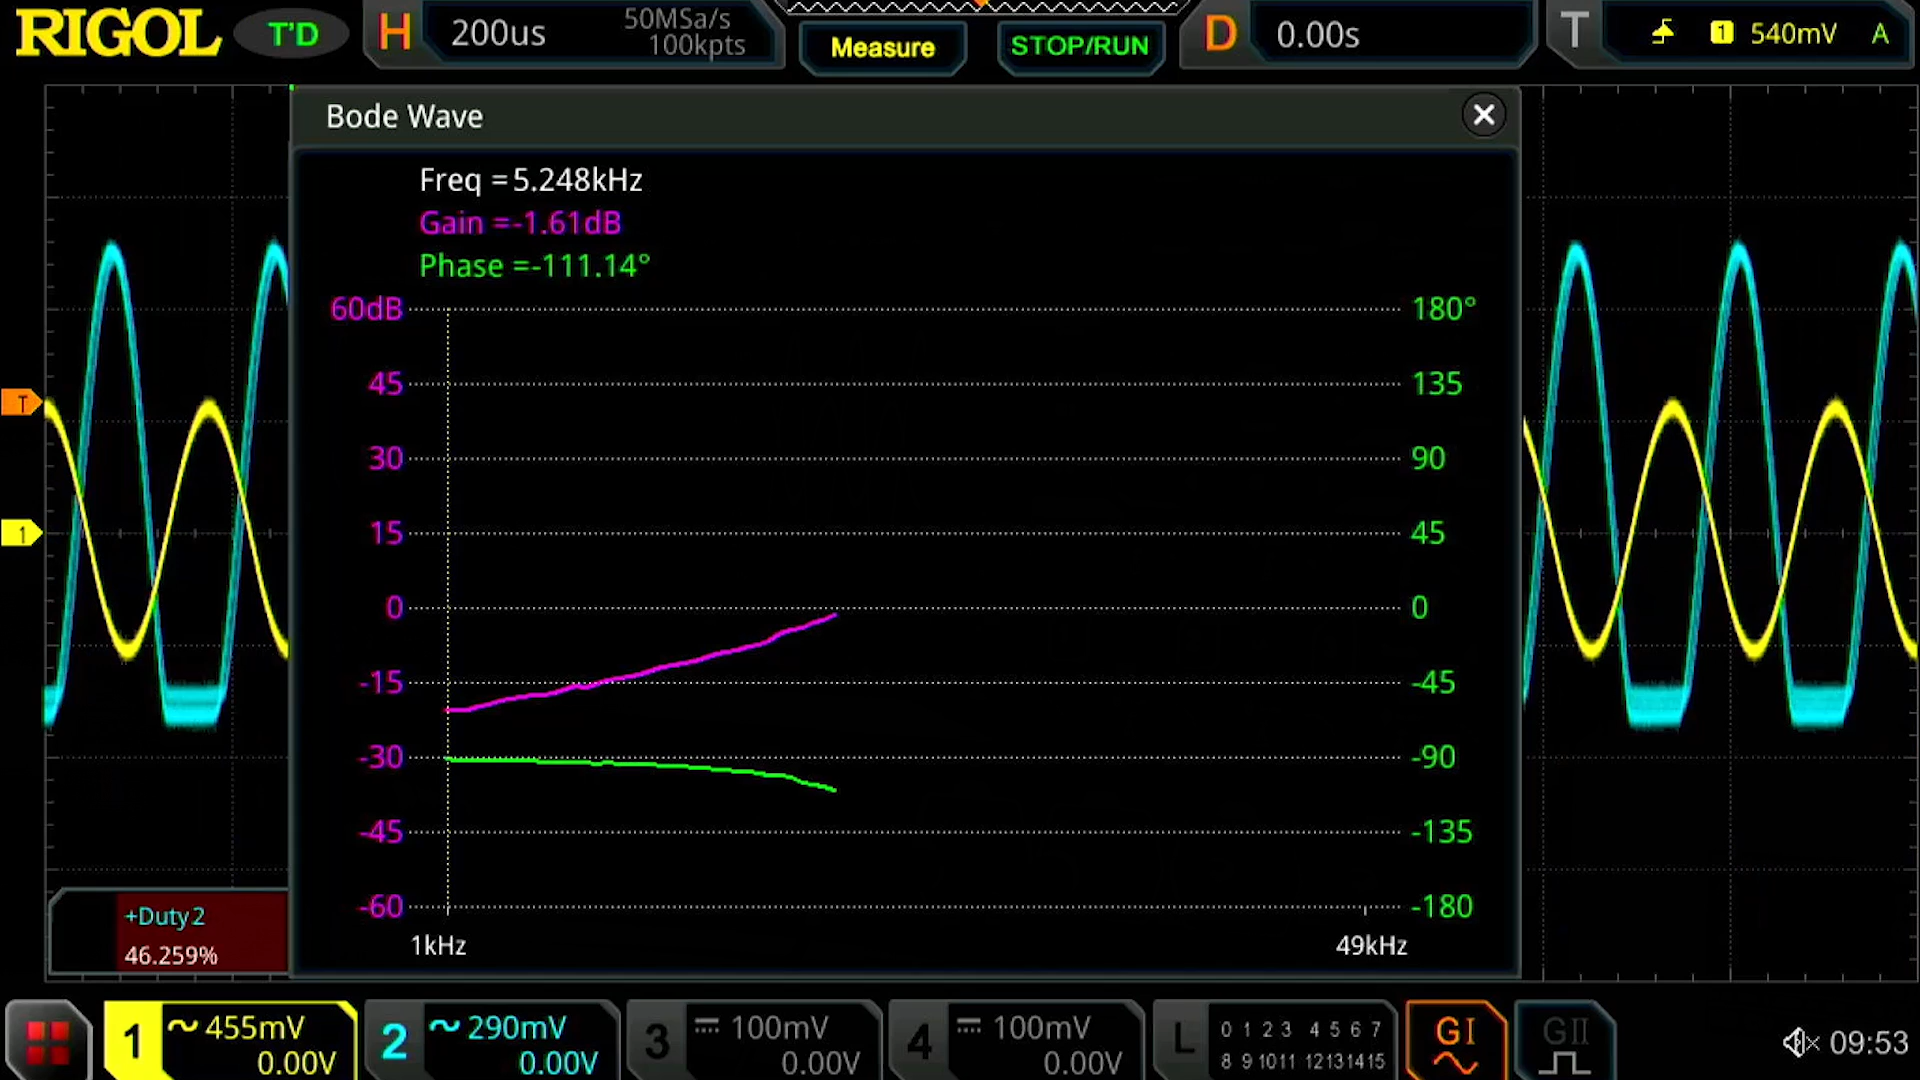 RIGOL T'D H 200us 50MSa/s 100kpts Measure STOP/RUN D 0.00s T 1 540mV A
Bode Wave
Freq =5.248kHz
Gain =-1.61dB
Phase =-111.14°
60dB 180°
45 135
T
30 90
1 15 45
0 0
-15 -45
-30 -90
-45 -135
-60 -180
+Duty2
46.259%
1kHz 49kHz
1 455mV 0.00V
2 290mV 0.00V
3 100mV 0.00V
4 100mV 0.00V
L 0 1 2 3 4 5 6 7
8 9 10 11 12 13 14 15
GI GII 09:53